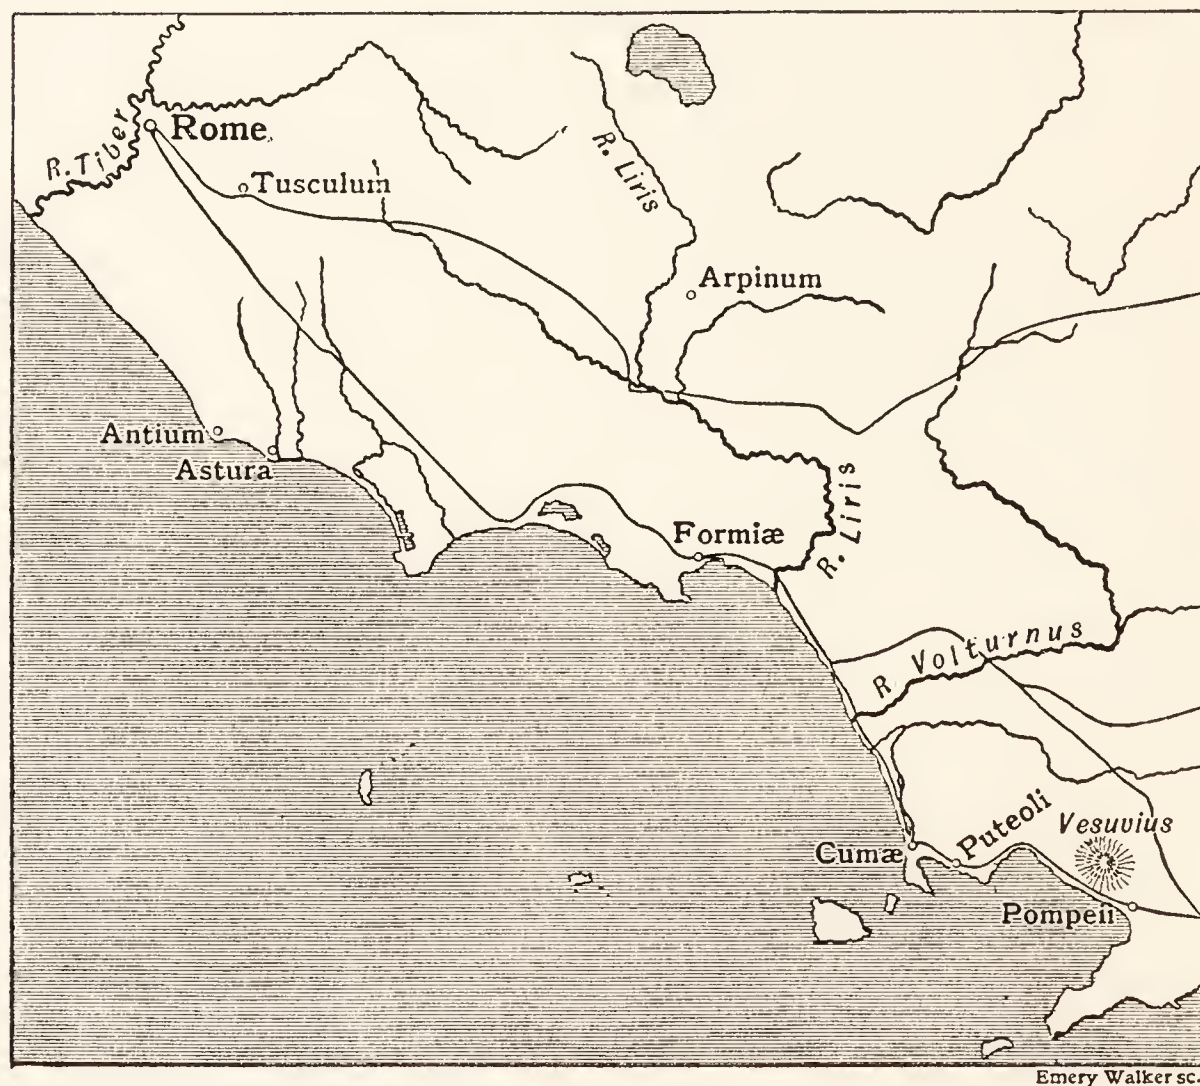 R. Tiber
Rome
Tusculum
R. Liris
Arpinum
Antium
Astura
Formiæ
R. Liris
R. Volturnus
Puteoli
Vesuvius
Cumæ
Pompeii
Emery Walker sc.